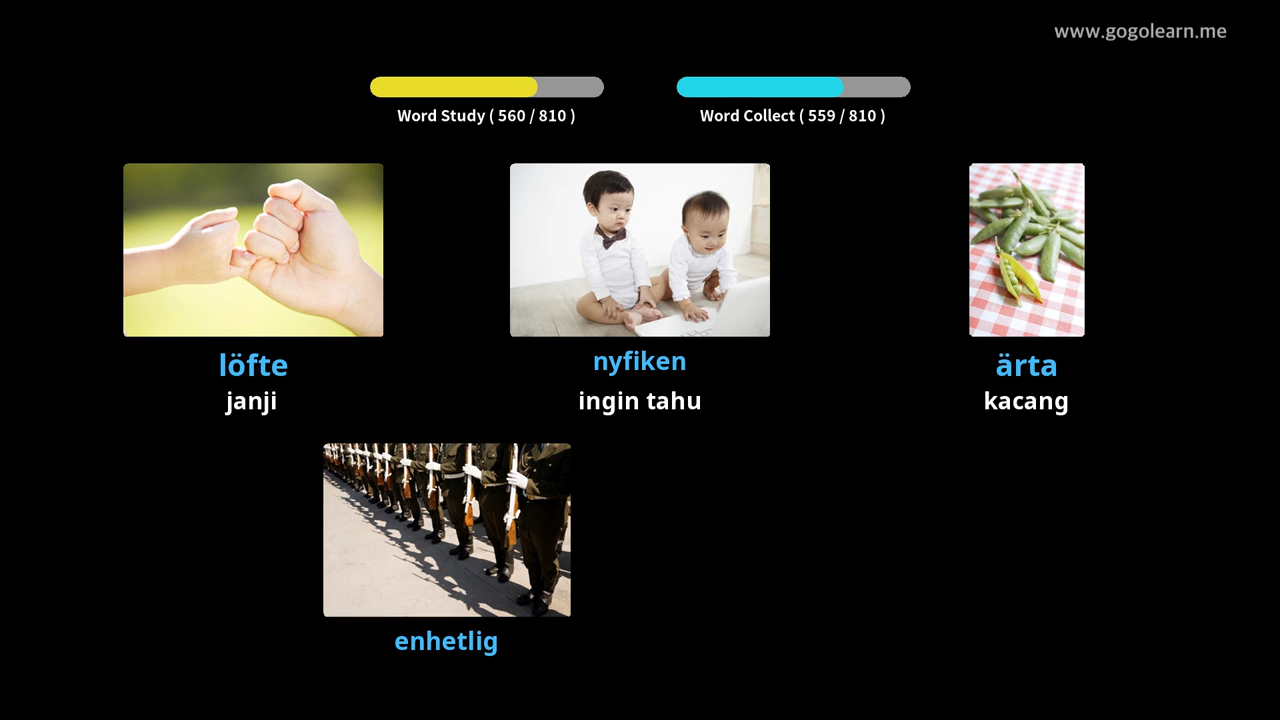 www.gogolearn.me
Word Study ( 560 / 810 )
Word Collect ( 559 / 810 )
löfte
janji
nyfiken
ingin tahu
ärta
kacang
enhetlig